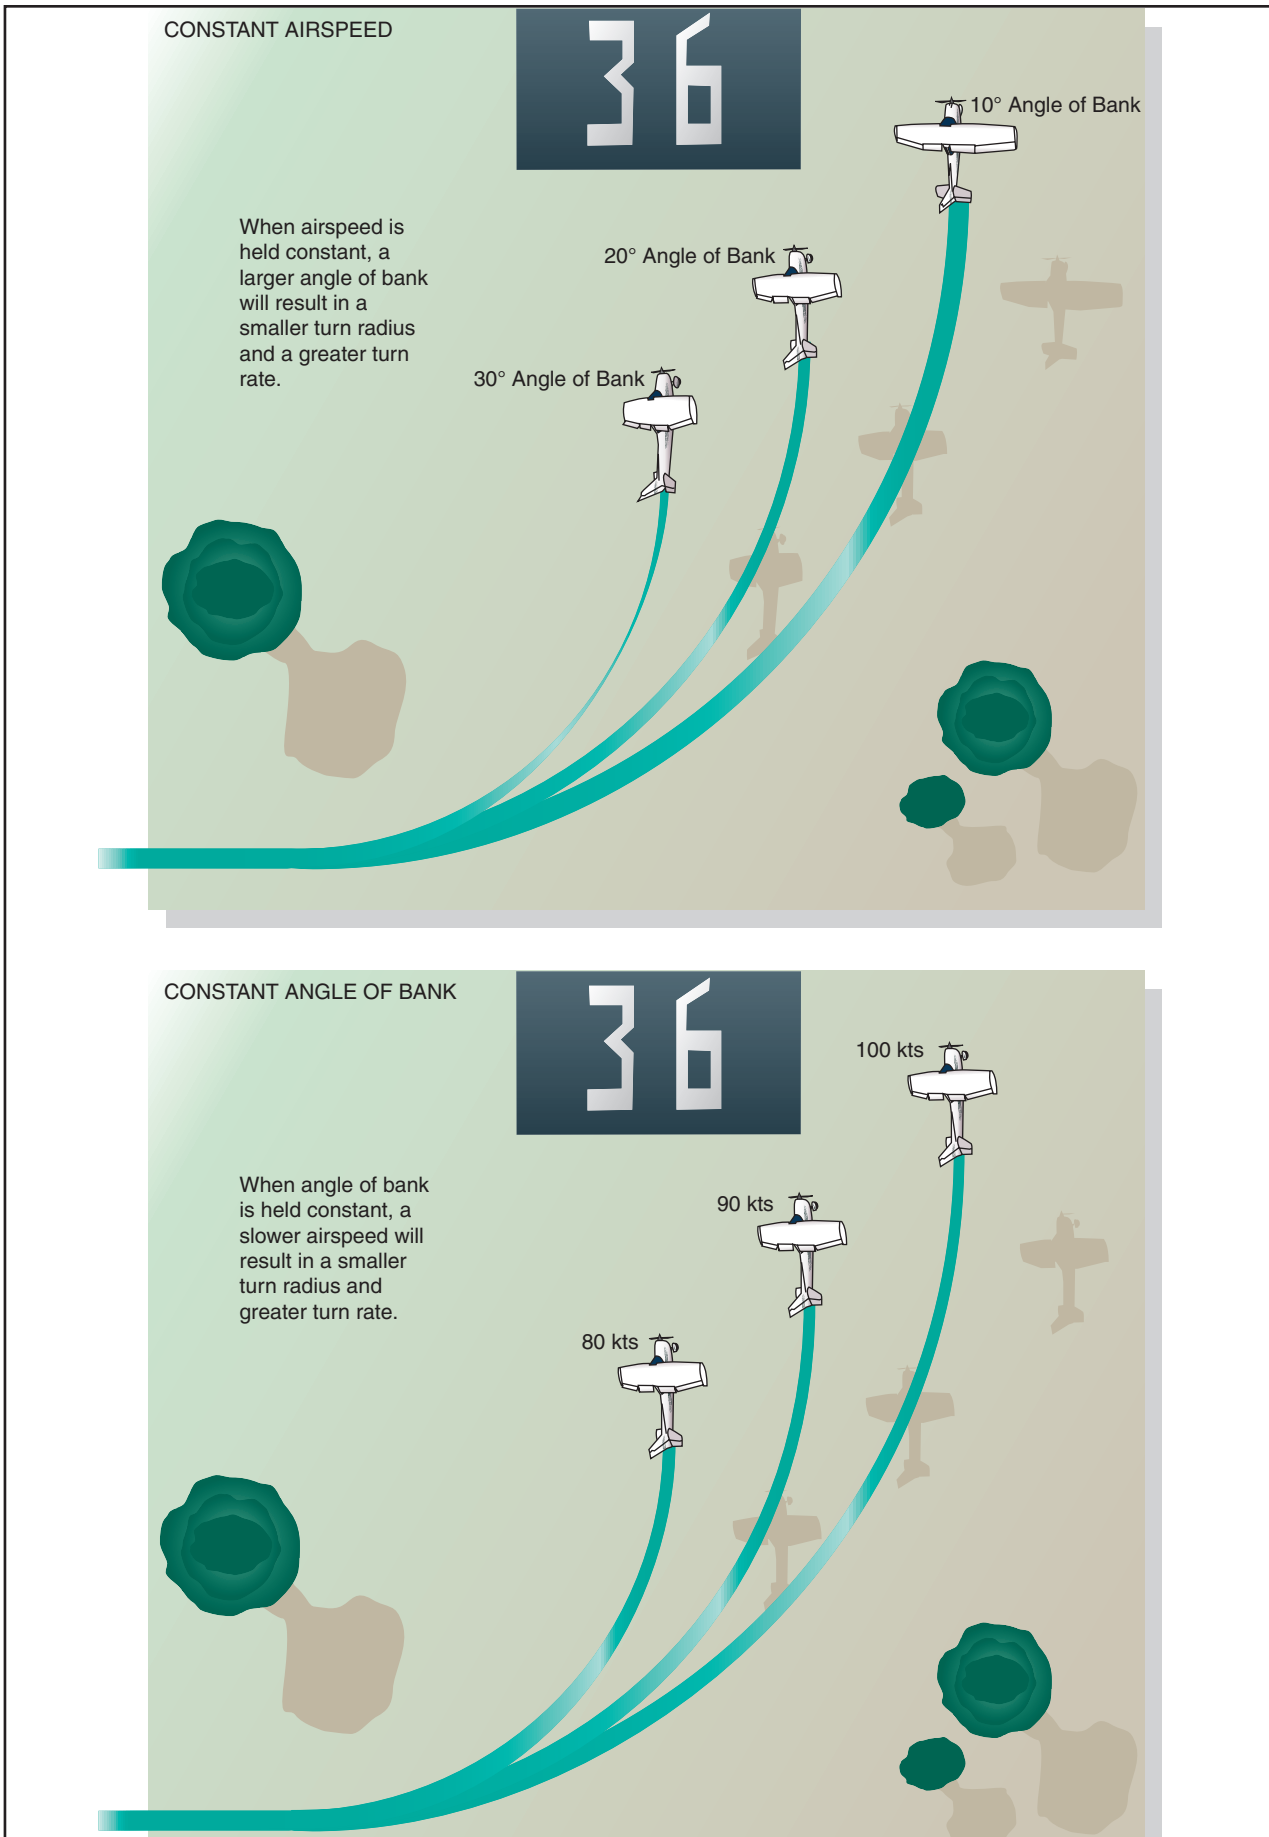 CONSTANT AIRSPEED
36
10° Angle of Bank
When airspeed is
held constant, a
larger angle of bank
will result in a
smaller turn radius
and a greater turn
rate.
20° Angle of Bank
30° Angle of Bank
CONSTANT ANGLE OF BANK
36
100 kts
When angle of bank
is held constant, a
slower airspeed will
result in a smaller
turn radius and
greater turn rate.
90 kts
80 kts